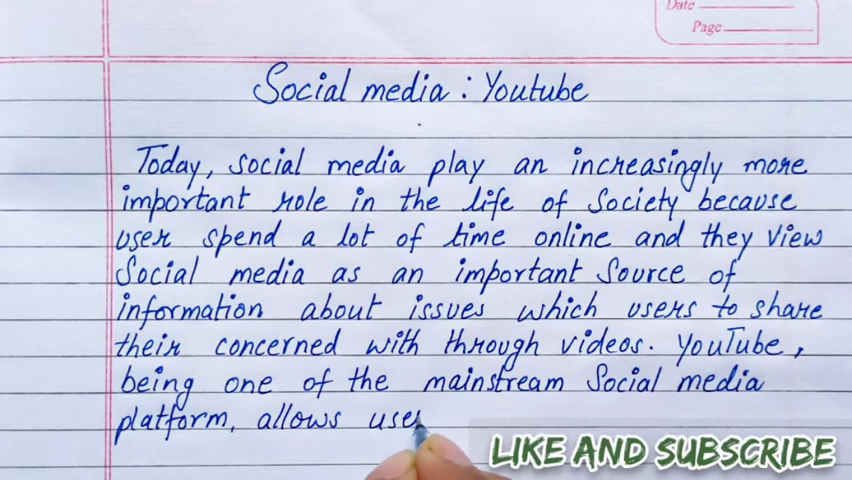 Date
Page
Social media : Youtube
Today, social media play an increasingly more
important role in the life of Society because
user spend a lot of time online and they view
Social media as an important Source of
information about issues which users to share
their concerned with through videos. YouTube,
being one of the mainstream Social media
platform, allows use
LIKE AND SUBSCRIBE